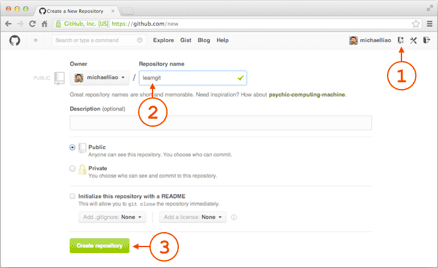 Create a New Repository
GitHub, Inc. [US] https://github.com/new
Search or type a command
Explore Gist Blog Help
michaelliao
1
Owner
Repository name
PUBLIC
michaelliao / learngit
Great repository names are short and memorable. Need inspiration? How about psychic-computing-machine.
2
Description (optional)
Public
Anyone can see this repository. You choose who can commit.
Private
You choose who can see and commit to this repository.
Initialize this repository with a README
This will allow you to git clone the repository immediately.
Add .gitignore: None
Add a license: None
Create repository
3